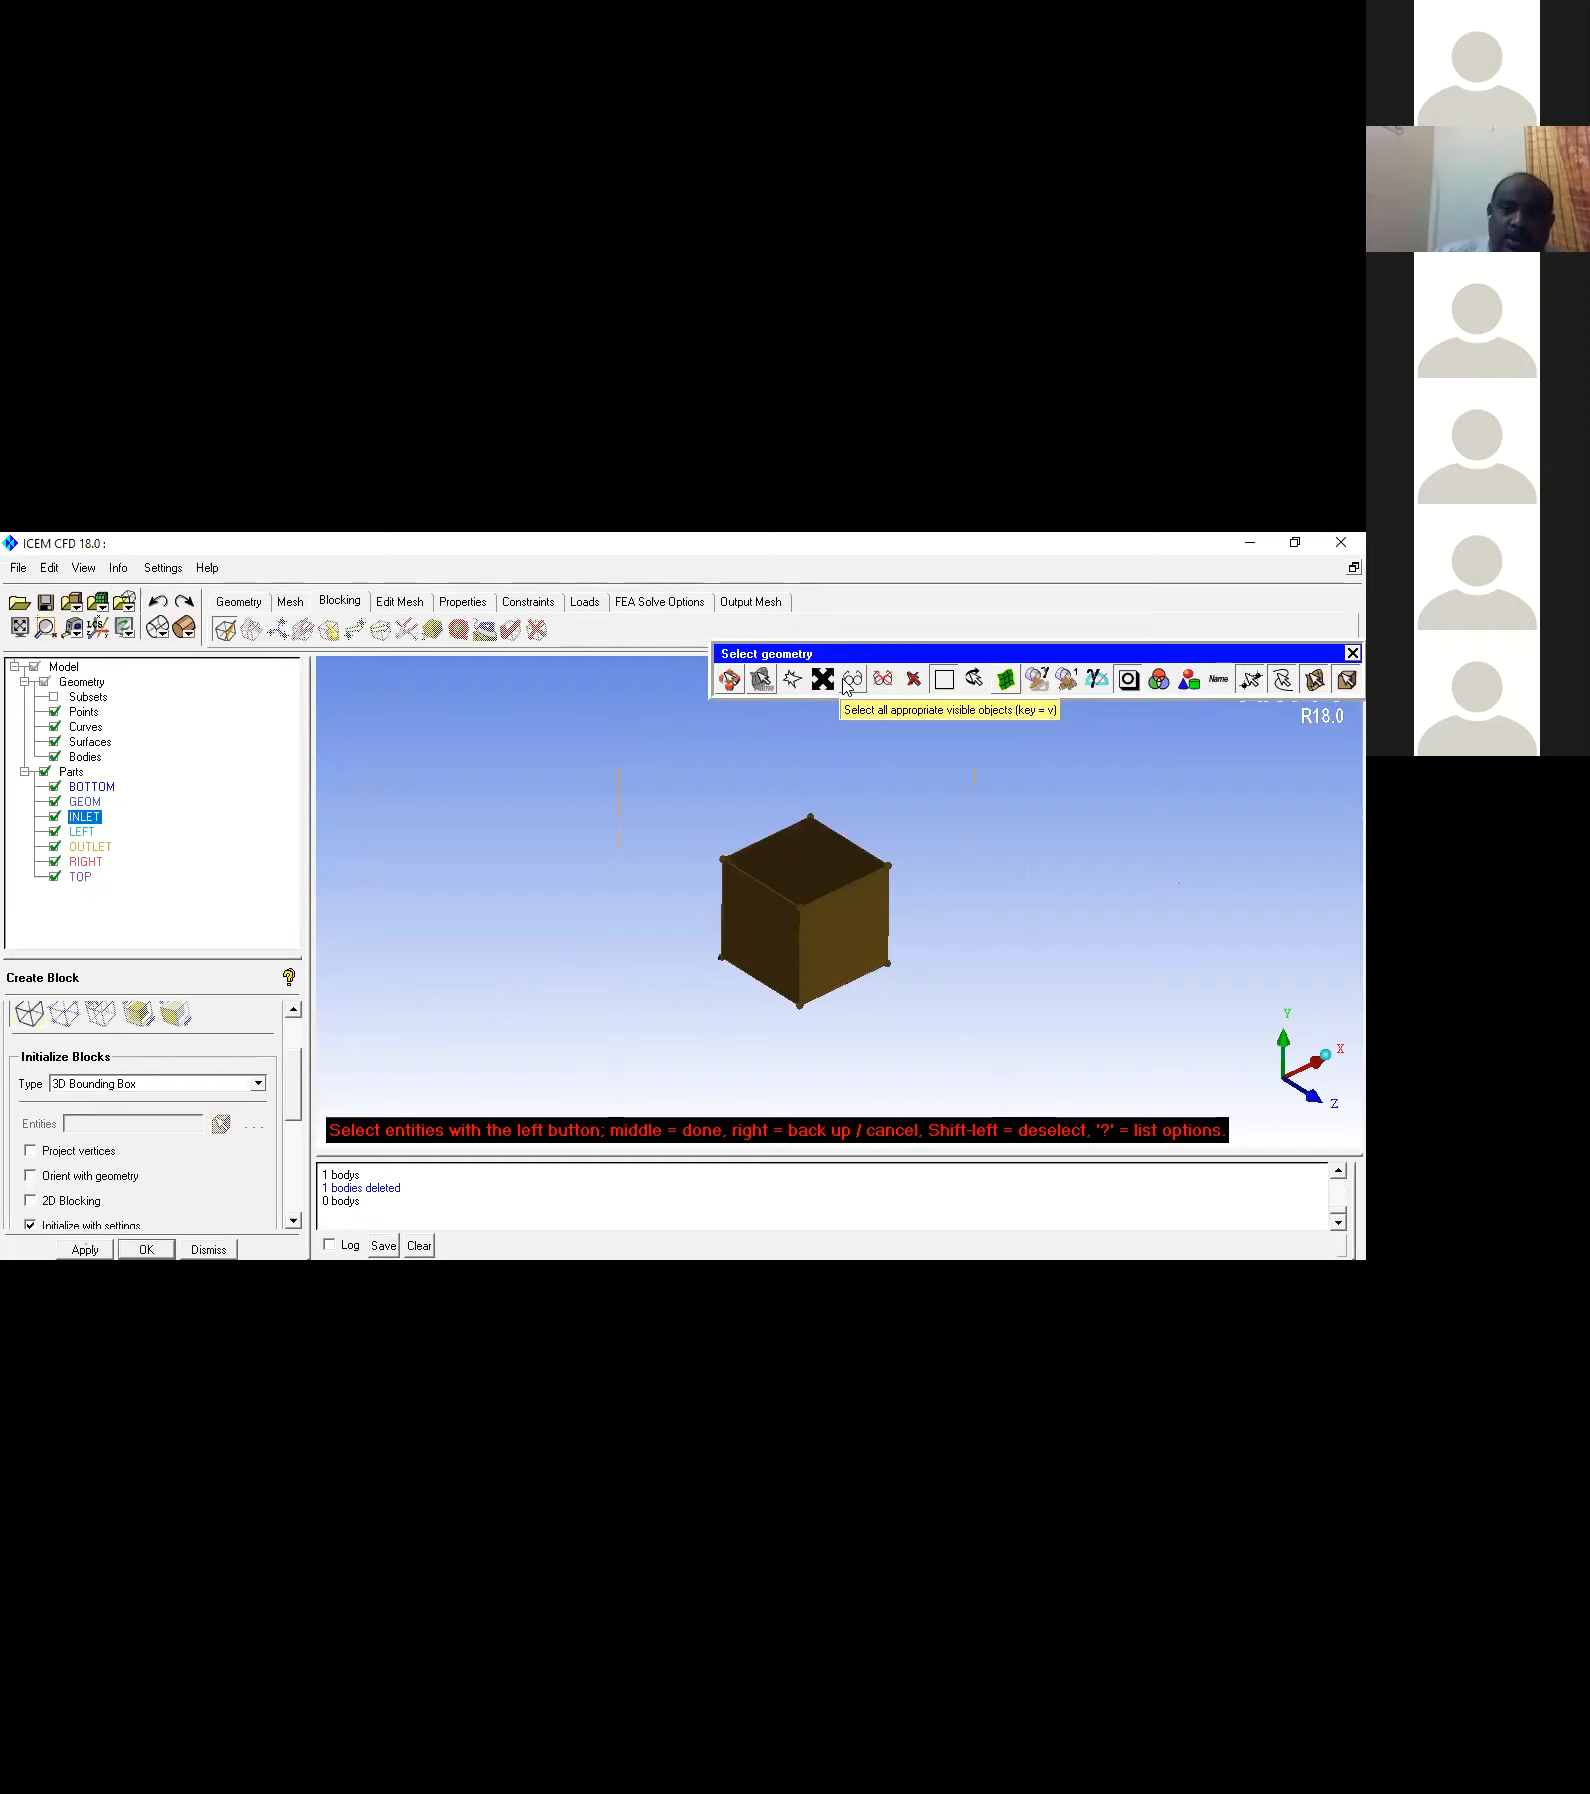 ICEM CFD 18.0 :
File Edit View Info Settings Help
Geometry Mesh Blocking Edit Mesh Properties Constraints Loads FEA Solve Options Output Mesh
Select geometry
Name
Select all appropriate visible objects (key = v)
R18.0
Model
Geometry
Subsets
Points
Curves
Surfaces
Bodies
Parts
BOTTOM
GEOM
INLET
LEFT
OUTLET
RIGHT
TOP
Create Block
Initialize Blocks
Type 3D Bounding Box
Entities
Project vertices
Orient with geometry
2D Blocking
Initialize with settings
Apply OK Dismiss
Y
X
Z
Select entities with the left button; middle = done, right = back up / cancel, Shift-left = deselect, '?' = list options.
1 bodys
1 bodies deleted
0 bodys
Log Save Clear